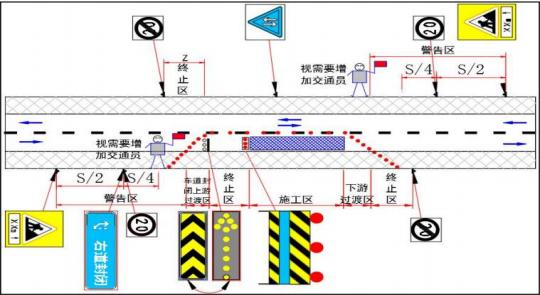 1 ㎞XX
20
Z
终止区
警告区
S/4
S/2
视需要增
加交通员
视需要增
加交通员
S/2
S/4
警告区
车道封
闭上游
过渡区
终止区
施工区
下游
过渡区
终止区
20
右道封闭